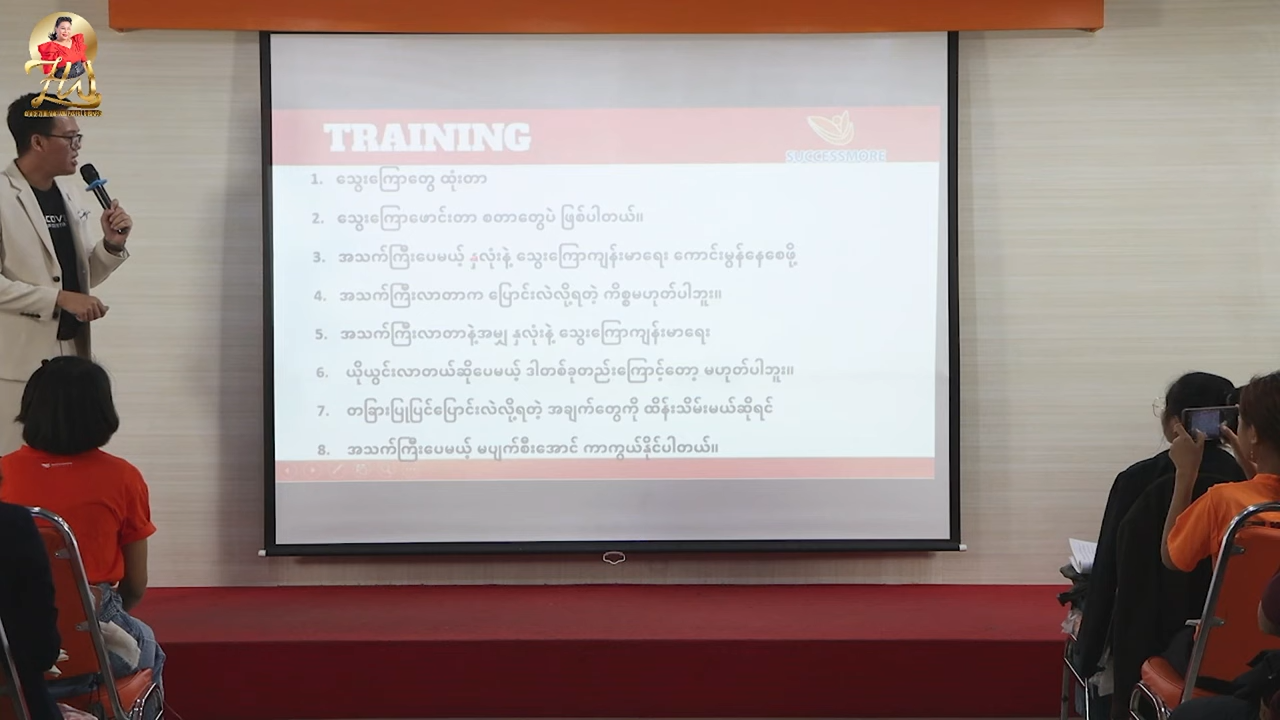 TRAINING
SUCCESSMORE
1. သွေးကြောတွေ ထုံးတာ
2. သွေးကြောဖောင်းတာ စတာတွေပဲ ဖြစ်ပါတယ်။
3. အသက်ကြီးပေမယ့် နှလုံးနဲ့ သွေးကြောကျန်းမာရေး ကောင်းမွန်နေစေဖို့
4. အသက်ကြီးလာတာက ပြောင်းလဲလို့ရတဲ့ ကိစ္စမဟုတ်ပါဘူး။
5. အသက်ကြီးလာတာနဲ့အမျှ နှလုံးနဲ့ သွေးကြောကျန်းမာရေး
6. ယိုယွင်းလာတယ်ဆိုပေမယ့် ဒါတစ်ခုတည်းကြောင့်တော့ မဟုတ်ပါဘူး။
7. တခြားပြုပြင်ပြောင်းလဲလို့ရတဲ့ အချက်တွေကို ထိန်းသိမ်းမယ်ဆိုရင်
8. အသက်ကြီးပေမယ့် မပျက်စီးအောင် ကာကွယ်နိုင်ပါတယ်။